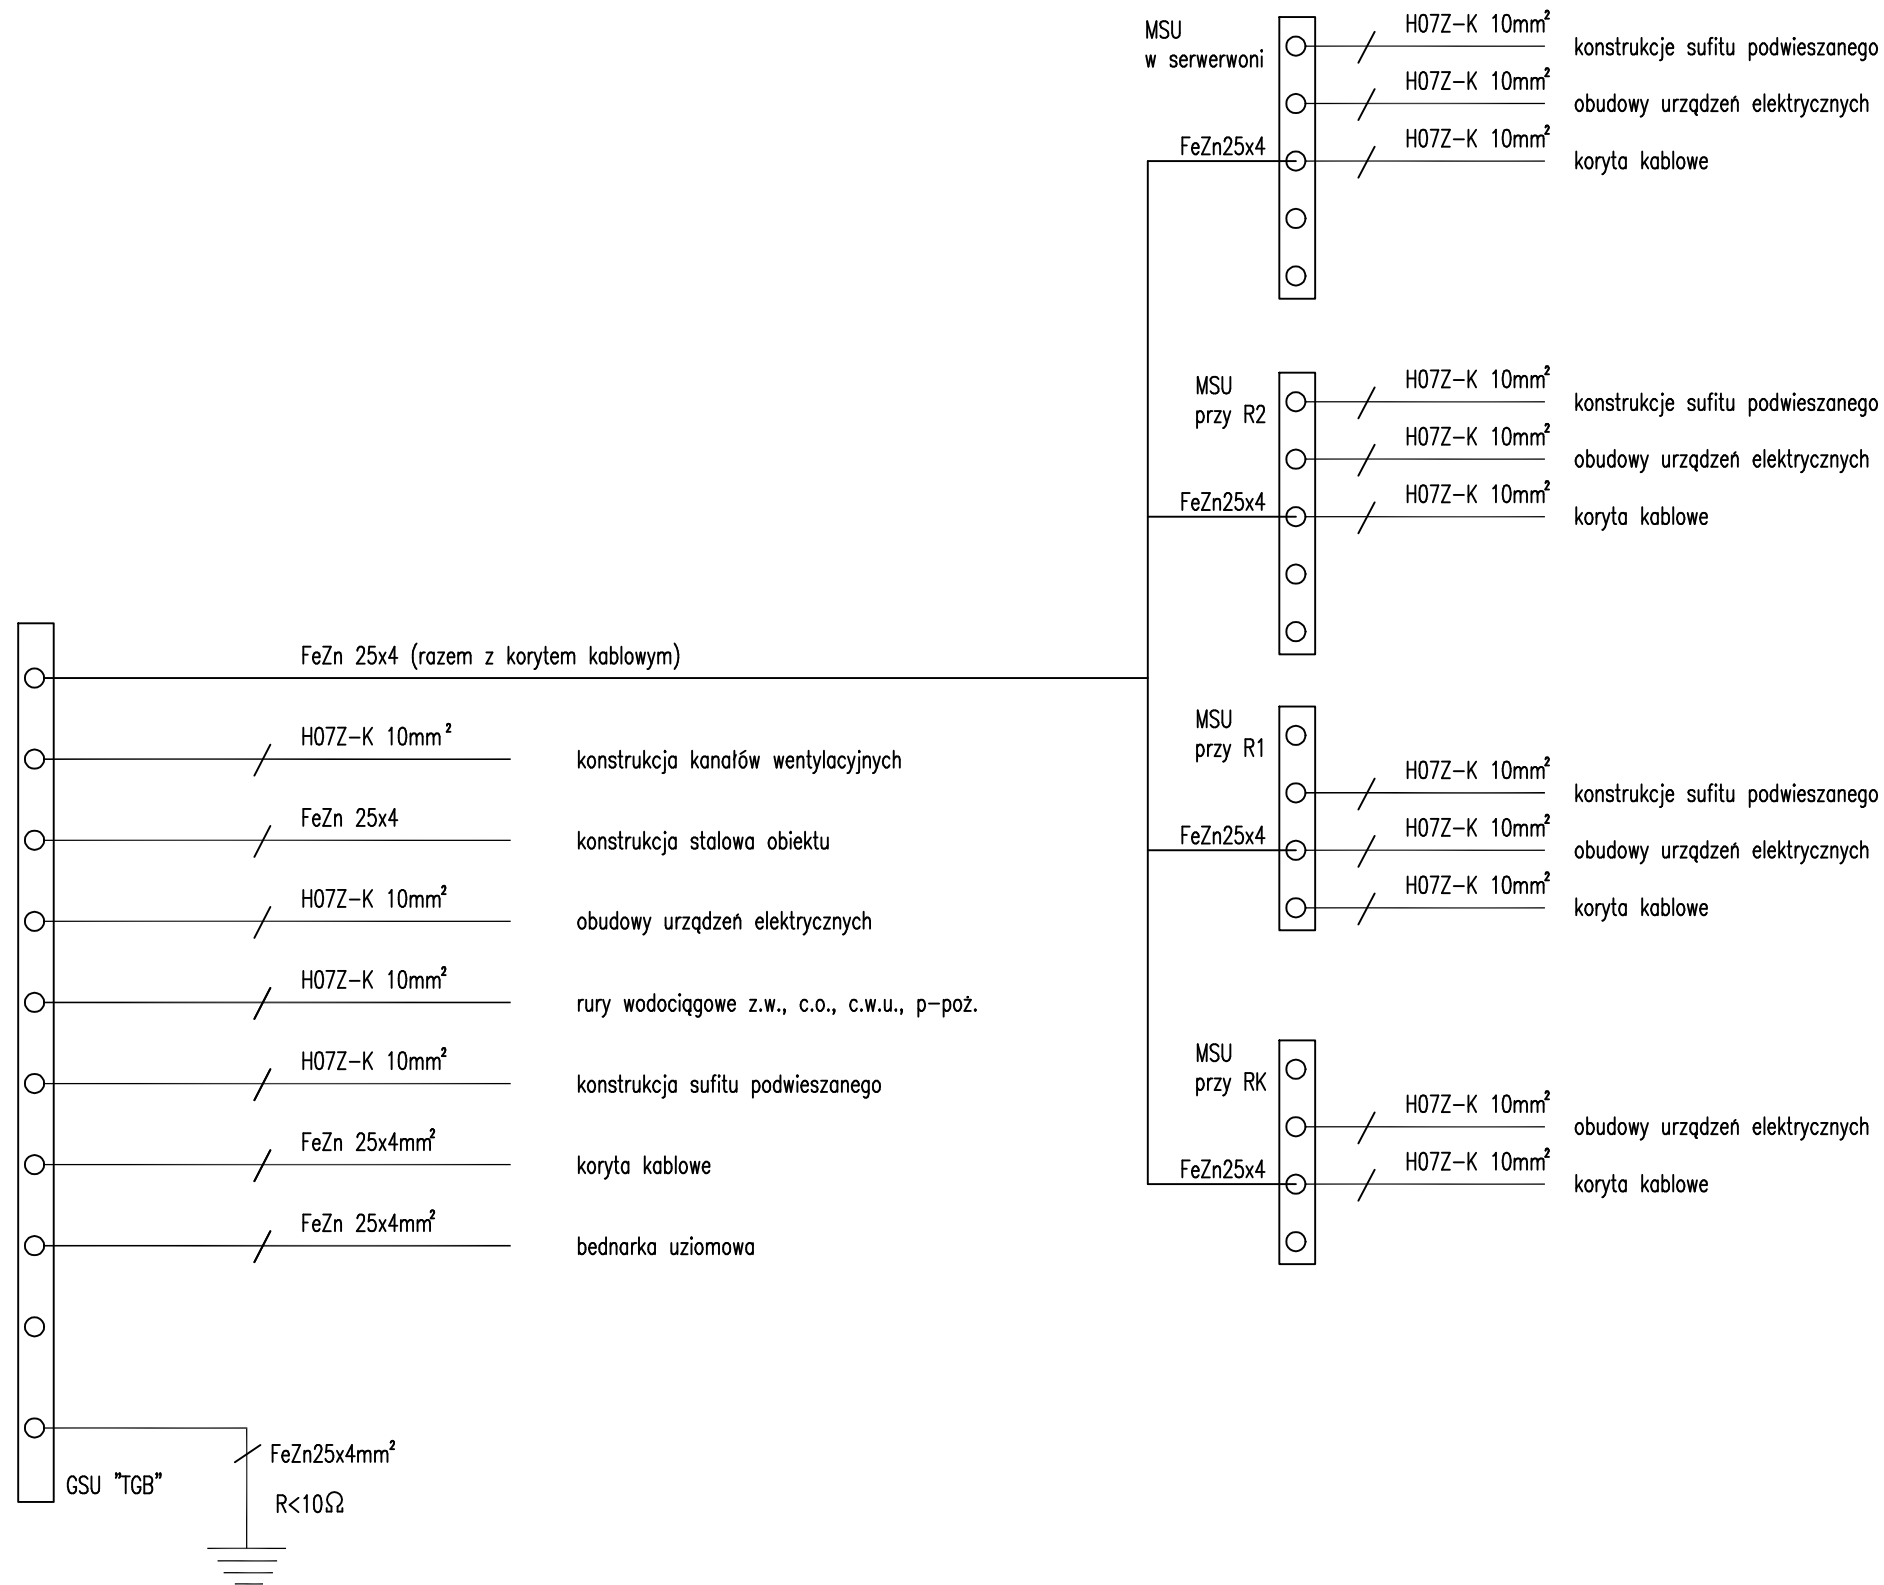 MSU
w serwerwoni
H07Z-K 10mm²
konstrukcje sufitu podwieszanego
H07Z-K 10mm²
obudowy urządzeń elektrycznych
FeZn25x4
H07Z-K 10mm²
koryta kablowe
MSU
przy R2
H07Z-K 10mm²
konstrukcje sufitu podwieszanego
H07Z-K 10mm²
obudowy urządzeń elektrycznych
FeZn25x4
H07Z-K 10mm²
koryta kablowe
FeZn 25x4 (razem z korytem kablowym)
H07Z-K 10mm²
konstrukcja kanałów wentylacyjnych
FeZn 25x4
konstrukcja stalowa obiektu
H07Z-K 10mm²
obudowy urządzeń elektrycznych
H07Z-K 10mm²
rury wodociągowe z.w., c.o., c.w.u., p-poż.
H07Z-K 10mm²
konstrukcja sufitu podwieszanego
FeZn 25x4mm²
koryta kablowe
FeZn 25x4mm²
bednarka uziomowa
MSU
przy R1
H07Z-K 10mm²
konstrukcje sufitu podwieszanego
FeZn25x4
H07Z-K 10mm²
obudowy urządzeń elektrycznych
H07Z-K 10mm²
koryta kablowe
MSU
przy RK
H07Z-K 10mm²
obudowy urządzeń elektrycznych
FeZn25x4
H07Z-K 10mm²
koryta kablowe
FeZn25x4mm²
GSU "TGB"
R<10Ω